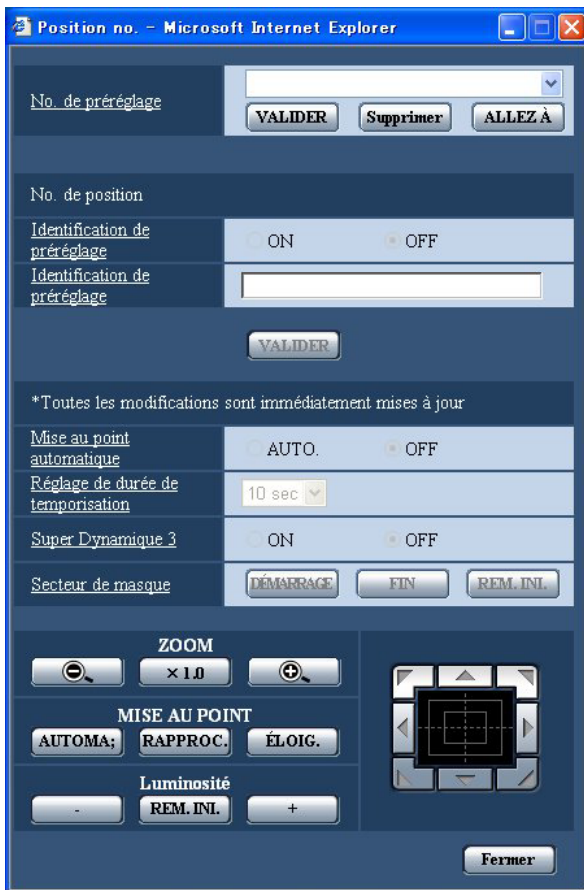 Position no. - Microsoft Internet Explorer
No. de préréglage
VALIDER Supprimer ALLEZ À
No. de position
Identification de
préréglage
ON OFF
Identification de
préréglage
VALIDER
*Toutes les modifications sont immédiatement mises à jour
Mise au point
automatique
AUTO. OFF
Réglage de durée de
temporisation
10 sec
Super Dynamique 3 ON OFF
Secteur de masque DÉMARRAGE FIN REM. INI.
ZOOM
×1.0
MISE AU POINT
AUTOMA; RAPPROC. ÉLOIG.
Luminosité
- REM. INI. +
Fermer